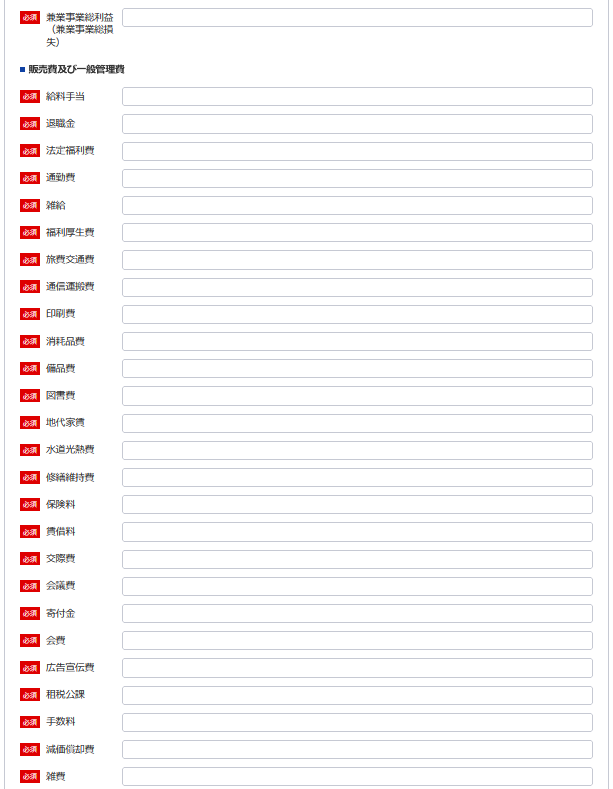 必須 兼業事業総利益
（兼業事業総損
失）
販売費及び一般管理費
必須 給料手当
必須 退職金
必須 法定福利費
必須 通勤費
必須 雑給
必須 福利厚生費
必須 旅費交通費
必須 通信運搬費
必須 印刷費
必須 消耗品費
必須 備品費
必須 図書費
必須 地代家賃
必須 水道光熱費
必須 修繕維持費
必須 保険料
必須 賃借料
必須 交際費
必須 会議費
必須 寄付金
必須 会費
必須 広告宣伝費
必須 租税公課
必須 手数料
必須 減価償却費
必須 雑費